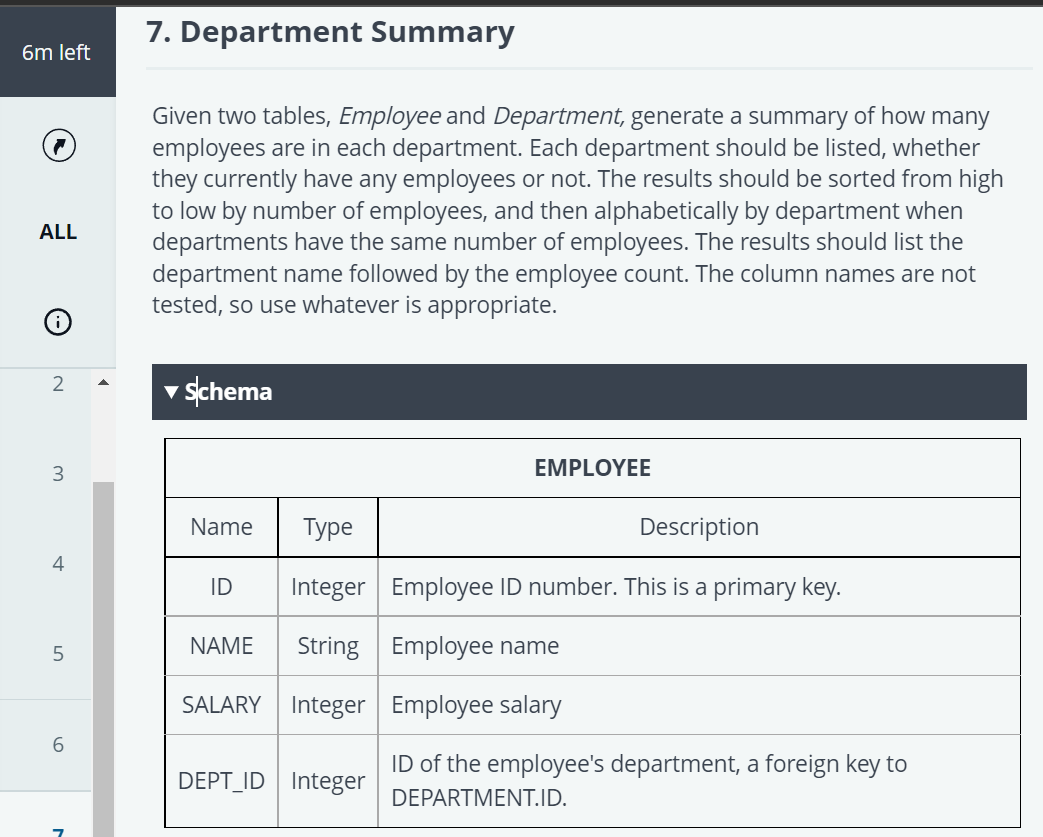 6m left
ALL
2
3
4
5
6
7
7. Department Summary
Given two tables, Employee and Department, generate a summary of how many
employees are in each department. Each department should be listed, whether
they currently have any employees or not. The results should be sorted from high
to low by number of employees, and then alphabetically by department when
departments have the same number of employees. The results should list the
department name followed by the employee count. The column names are not
tested, so use whatever is appropriate.
Schema
EMPLOYEE
Name Type Description
ID Integer Employee ID number. This is a primary key.
NAME String Employee name
SALARY Integer Employee salary
DEPT_ID Integer ID of the employee's department, a foreign key to
DEPARTMENT.ID.